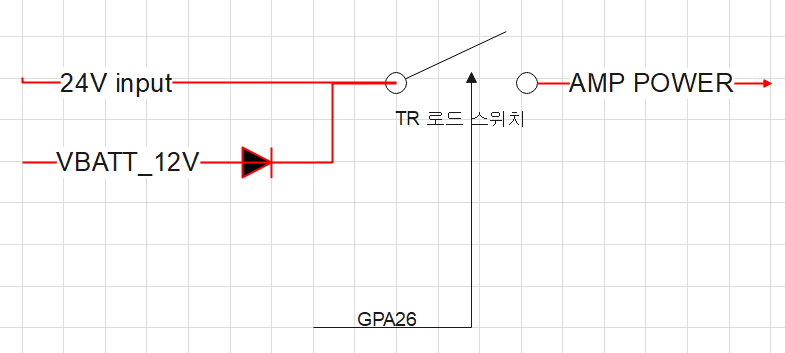 24V input
AMP POWER
TR 로드 스위치
VBATT_12V
GPA26